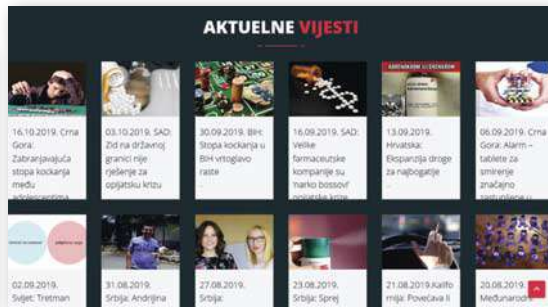 AKTUELNE VIJESTI
16.10.2019. Crna
Gora:
Zabranjavajuća
stopa kockanja
među
adolescentima
03.10.2019. SAD:
Zid na državnoj
granici nije
rješenje za
opijatsku krizu
30.09.2019. BiH:
Stopa kockanja u
BiH vrtoglavo
raste
16.09.2019. SAD:
Velike
farmaceutske
kompanije su
'narko bossovi'
opijatske krize
13.09.2019.
Hrvatska:
Ekspanzija droge
za najbogatije
06.09.2019. Crna
Gora: Alarm –
tablete za
smirenje
značajno
zastupljene u
02.09.2019.
Svijet: Tretman
31.08.2019.
Srbija: Andrijina
27.08.2019.
Srbija:
23.08.2019.
Srbija: Sprej
21.08.2019.Kalifo
rnija: Povećava li
20.08.2019.
Međunarodni